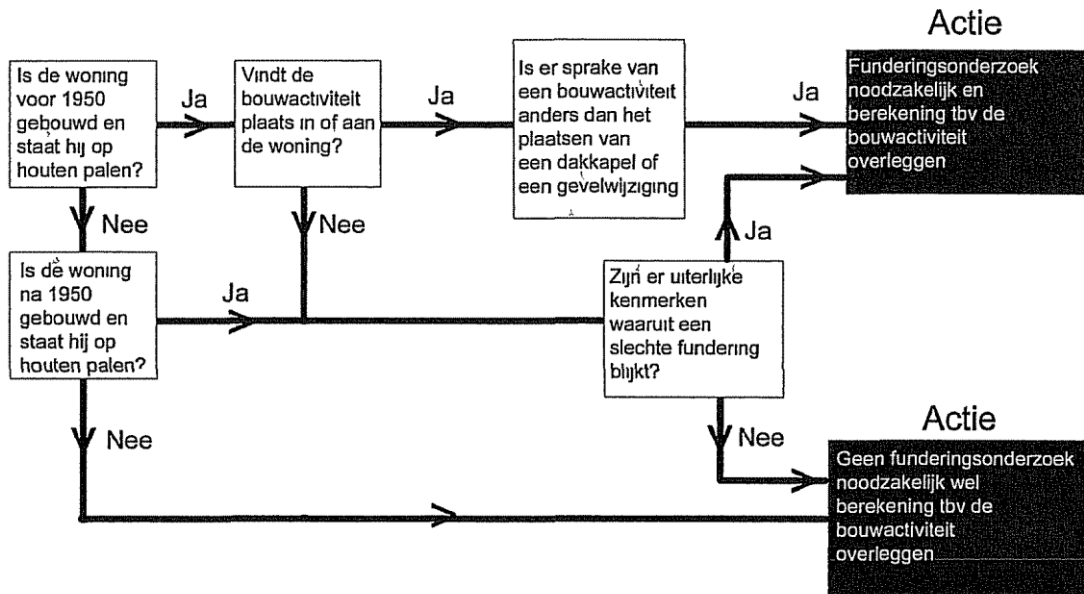 Actie
Is de woning
voor 1950
gebouwd en
staat hij op
houten palen?
Ja
Vindt de
bouwactiviteit
plaats in of aan
de woning?
Ja
Is er sprake van
een bouwactiviteit
anders dan het
plaatsen van
een dakkapel of
een gevelwijziging
Ja
Funderingsonderzoek
noodzakelijk en
berekening tbv de
bouwactiviteit
overleggen
Nee
Nee
Ja
Is de woning
na 1950
gebouwd en
staat hij op
houten palen?
Ja
Zijn er uiterlijke
kenmerken
waaruit een
slechte fundering
blijkt?
Nee
Nee
Actie
Geen funderingsonderzoek
noodzakelijk wel
berekening tbv de
bouwactiviteit
overleggen